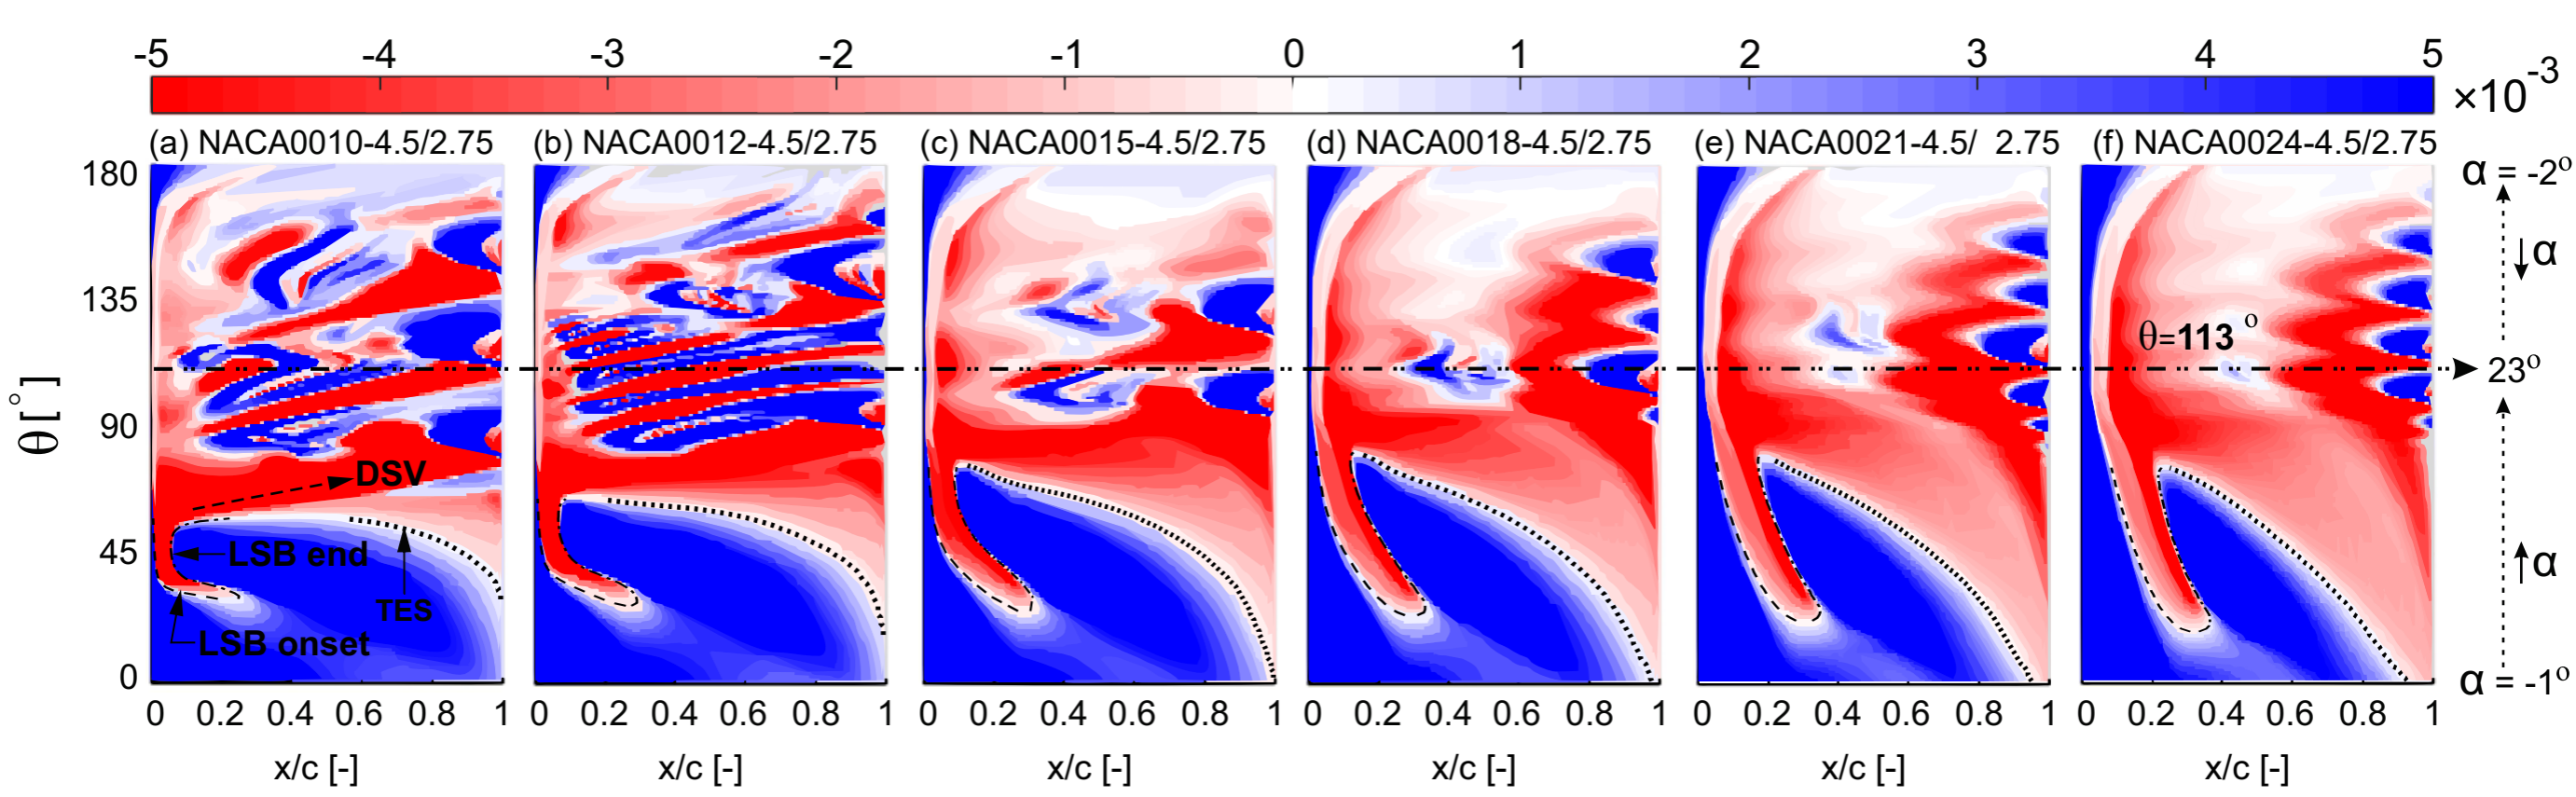 -5 -4 -3 -2 -1 0 1 2 3 4 5
×10-3
(a) NACA0010-4.5/2.75 (b) NACA0012-4.5/2.75 (c) NACA0015-4.5/2.75 (d) NACA0018-4.5/2.75 (e) NACA0021-4.5/ 2.75 (f) NACA0024-4.5/2.75
180
135
90
45
0
θ [°]
DSV
LSB end
TES
LSB onset
θ=113 o
α = -2o
↓α
23o
↑α
α = -1o
0 0.2 0.4 0.6 0.8 1 0 0.2 0.4 0.6 0.8 1 0 0.2 0.4 0.6 0.8 1 0 0.2 0.4 0.6 0.8 1 0 0.2 0.4 0.6 0.8 1 0 0.2 0.4 0.6 0.8 1
x/c [-] x/c [-] x/c [-] x/c [-] x/c [-] x/c [-]